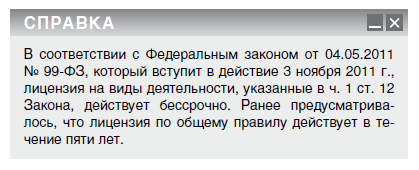 СПРАВКА
В соответствии с Федеральным законом от 04.05.2011
№ 99-ФЗ, который вступит в действие 3 ноября 2011 г.,
лицензия на виды деятельности, указанные в ч. 1 ст. 12
Закона, действует бессрочно. Ранее предусматрива-
лось, что лицензия по общему правилу действует в те-
чение пяти лет.